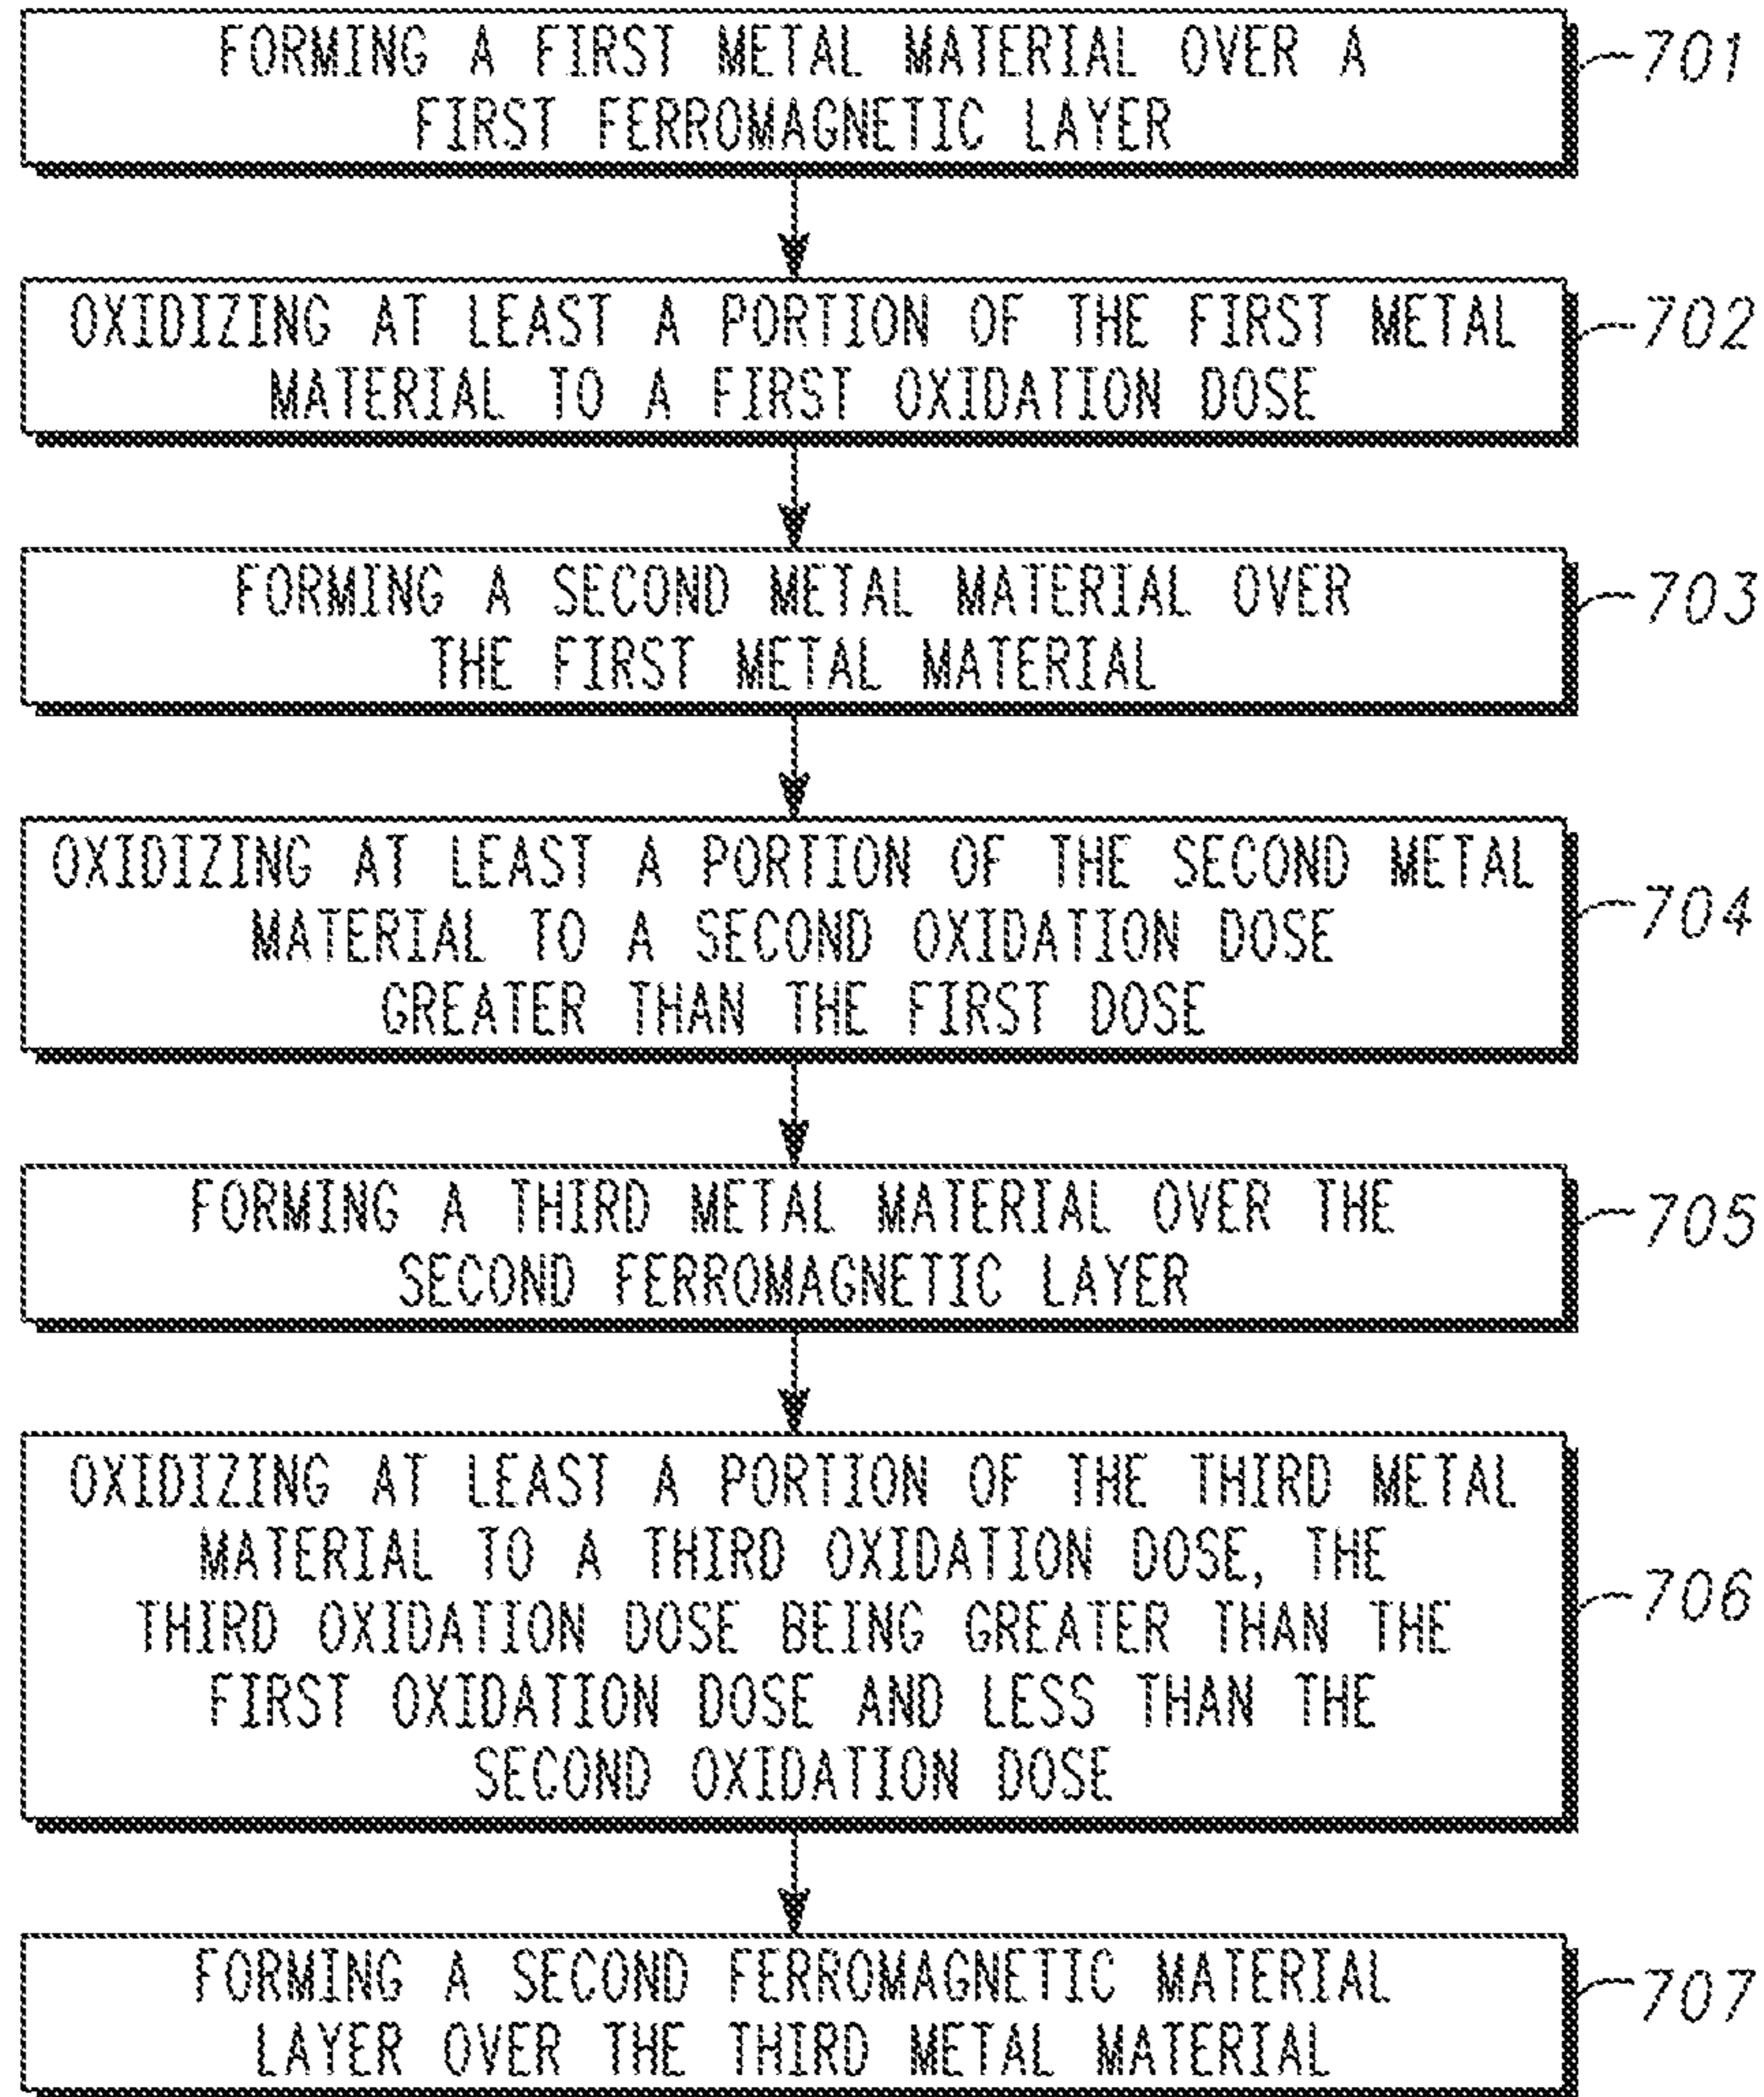 FORMING A FIRST METAL MATERIAL OVER A
FIRST FERROMAGNETIC LAYER
701
OXIDIZING AT LEAST A PORTION OF THE FIRST METAL
MATERIAL TO A FIRST OXIDATION DOSE
702
FORMING A SECOND METAL MATERIAL OVER
THE FIRST METAL MATERIAL
703
OXIDIZING AT LEAST A PORTION OF THE SECOND METAL
MATERIAL TO A SECOND OXIDATION DOSE
GREATER THAN THE FIRST DOSE
704
FORMING A THIRD METAL MATERIAL OVER THE
SECOND FERROMAGNETIC LAYER
705
OXIDIZING AT LEAST A PORTION OF THE THIRD METAL
MATERIAL TO A THIRD OXIDATION DOSE, THE
THIRD OXIDATION DOSE BEING GREATER THAN THE
FIRST OXIDATION DOSE AND LESS THAN THE
SECOND OXIDATION DOSE
706
FORMING A SECOND FERROMAGNETIC MATERIAL
LAYER OVER THE THIRD METAL MATERIAL
707